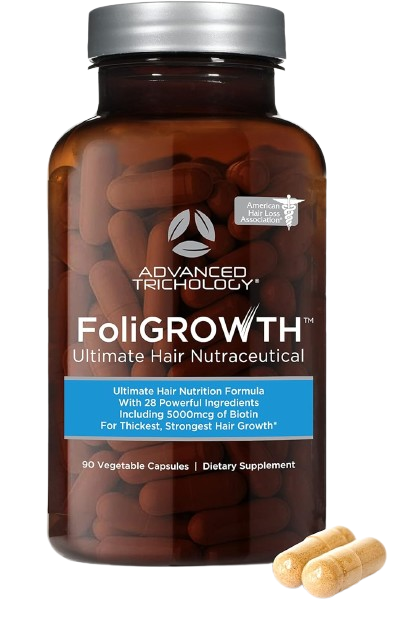 American
Hair Loss
Association®
ADVANCED
TRICHOLOGY®
FoliGROWTH™
Ultimate Hair Nutraceutical
Ultimate Hair Nutrition Formula
With 28 Powerful Ingredients
Including 5000mcg of Biotin
For Thickest, Strongest Hair Growth*
90 Vegetable Capsules | Dietary Supplement